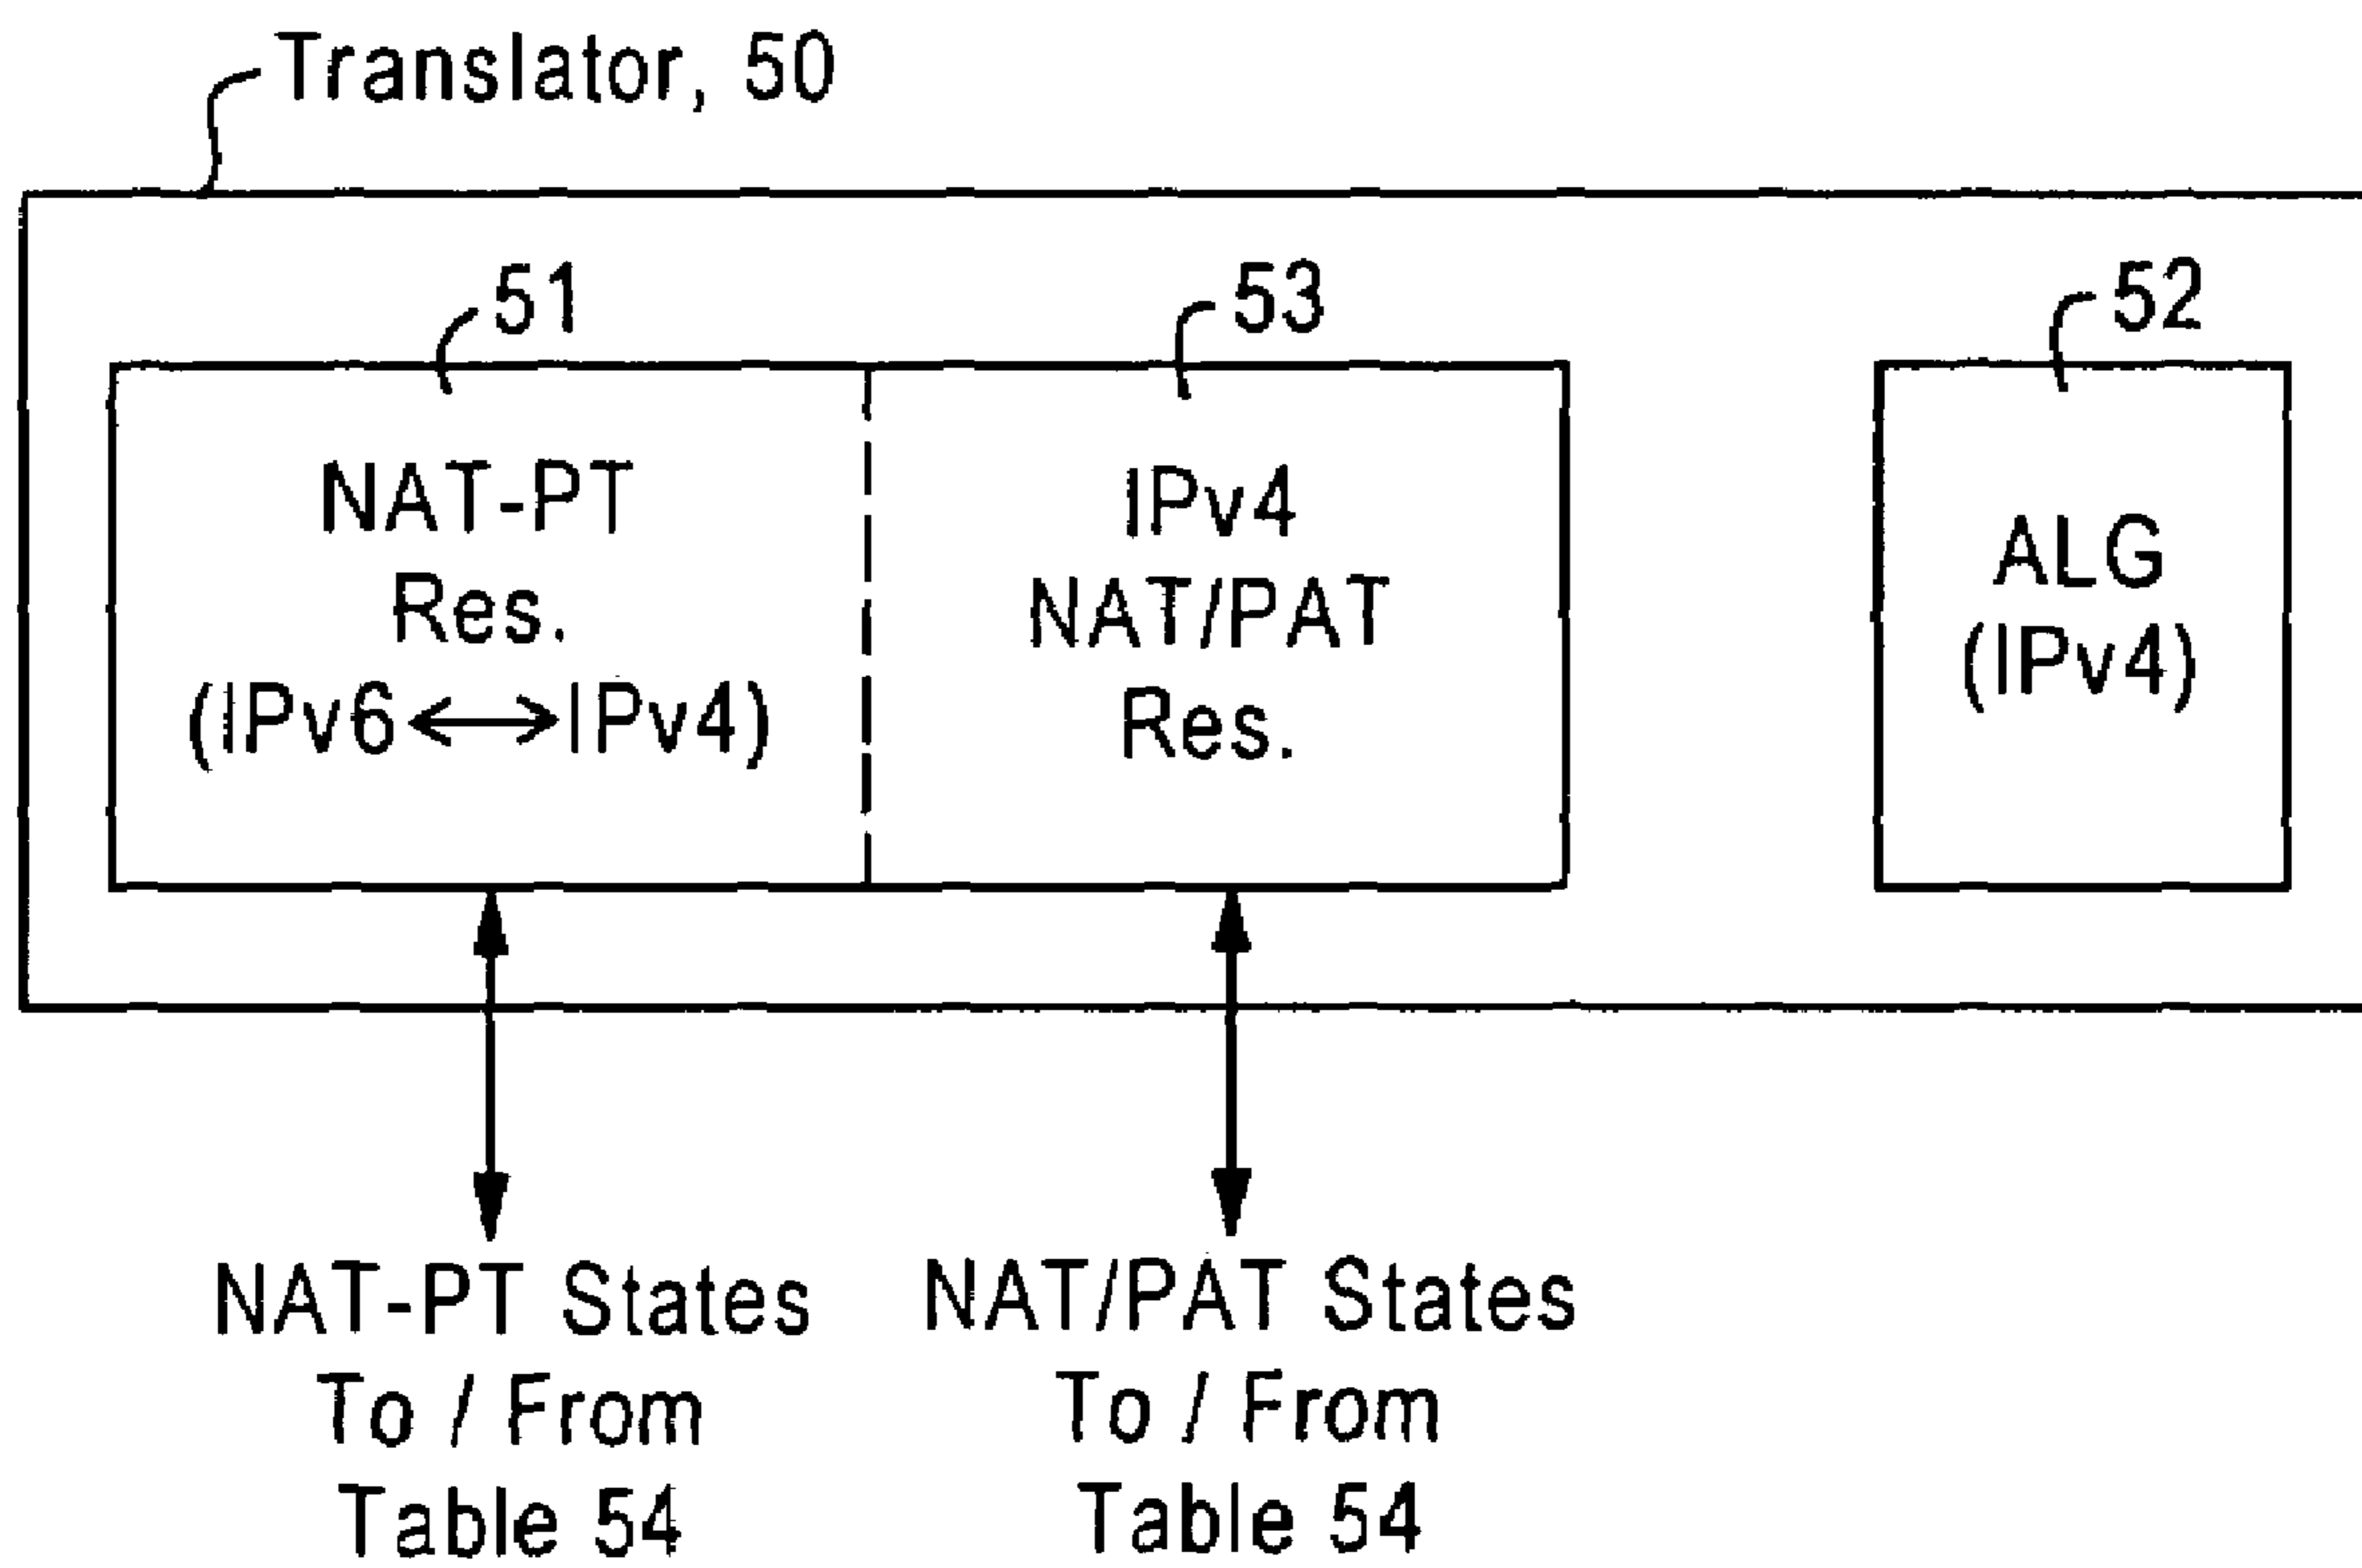 Translator, 50
51
53
52
NAT-PT
Res.
(IPv6<->IPv4)
IPv4
NAT/PAT
Res.
ALG
(IPv4)
NAT-PT States
To / From
Table 54
NAT/PAT States
To / From
Table 54